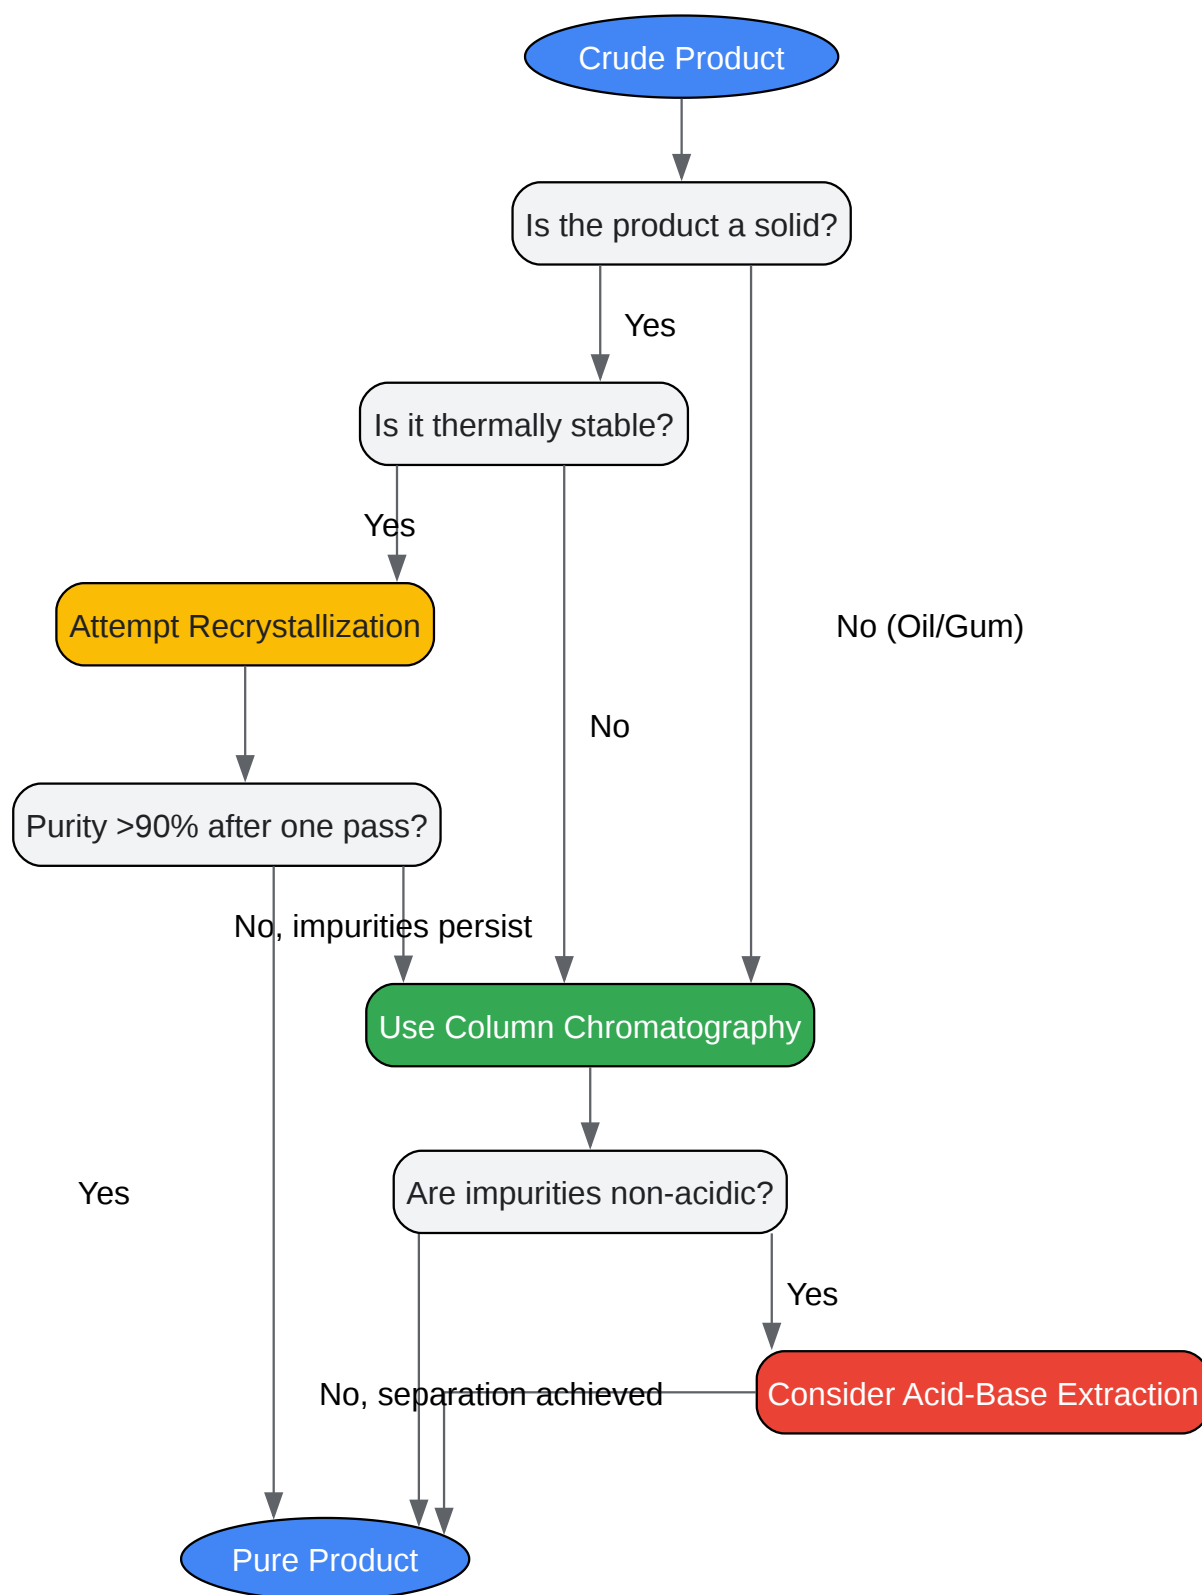 Crude Product
Is the product a solid?
Yes
Is it thermally stable?
Yes
Attempt Recrystallization
No (Oil/Gum)
No
Purity >90% after one pass?
No, impurities persist
Use Column Chromatography
Yes
Are impurities non-acidic?
Yes
No, separation achieved
Consider Acid-Base Extraction
Pure Product